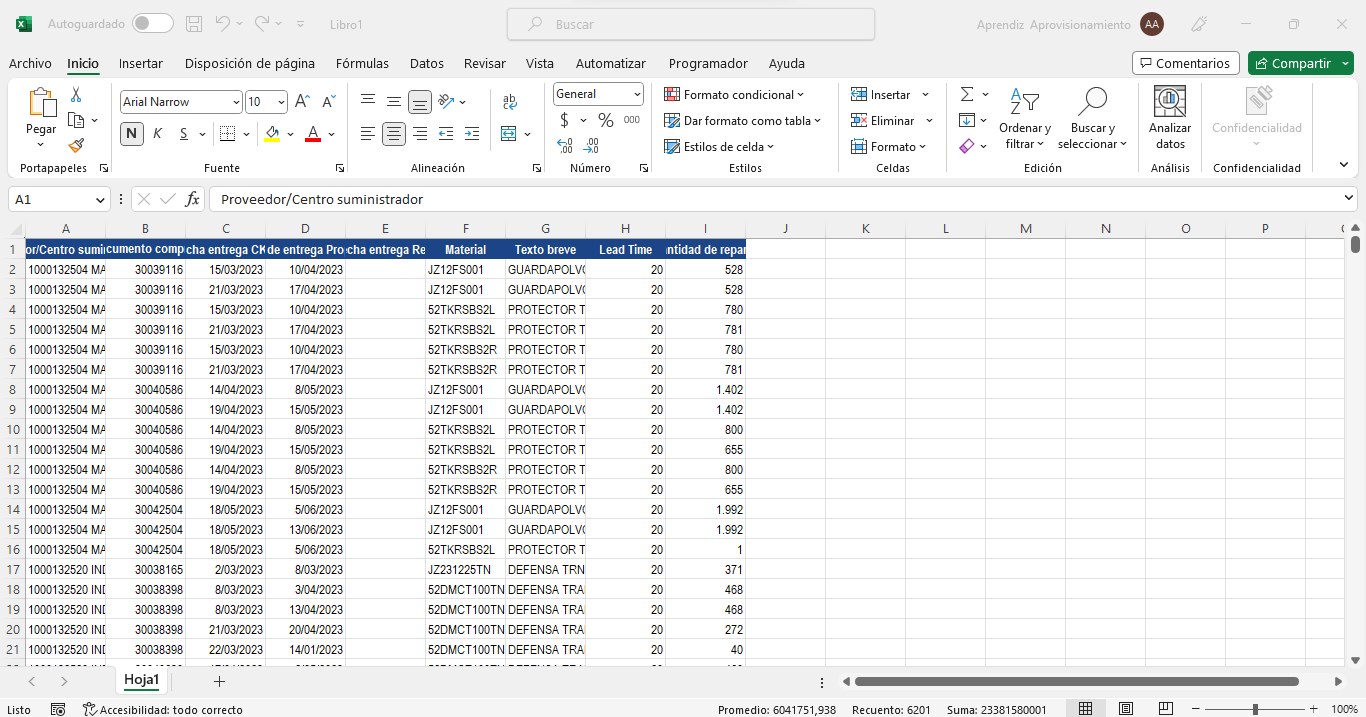 Autoguardado Libro1 Buscar Aprendiz Aprovisionamiento AA
Archivo Inicio Insertar Disposición de página Fórmulas Datos Revisar Vista Automatizar Programador Ayuda Comentarios Compartir
Pegar
Portapapeles
Arial Narrow 10 A A
N K S A
Fuente
ab
Alineación
General
$ % 000
Número
Formato condicional
Dar formato como tabla
Estilos de celda
Estilos
Insertar
Eliminar
Formato
Celdas
Ordenar y filtrar
Buscar y seleccionar
Edición
Analizar datos
Análisis
Confidencialidad
Confidencialidad
A1 fx Proveedor/Centro suministrador
A B C D E F G H I J K L M N O P
1 or/Centro sumin cumento comp cha entrega CK de entrega Pro cha entrega Re Material Texto breve Lead Time ntidad de repar
2 1000132504 MA 30039116 15/03/2023 10/04/2023 JZ12FS001 GUARDAPOLVO 20 528
3 1000132504 MA 30039116 21/03/2023 17/04/2023 JZ12FS001 GUARDAPOLVO 20 528
4 1000132504 MA 30039116 15/03/2023 10/04/2023 52TKRSBS2L PROTECTOR T 20 780
5 1000132504 MA 30039116 21/03/2023 17/04/2023 52TKRSBS2L PROTECTOR T 20 781
6 1000132504 MA 30039116 15/03/2023 10/04/2023 52TKRSBS2R PROTECTOR T 20 780
7 1000132504 MA 30039116 21/03/2023 17/04/2023 52TKRSBS2R PROTECTOR T 20 781
8 1000132504 MA 30040586 14/04/2023 8/05/2023 JZ12FS001 GUARDAPOLVO 20 1.402
9 1000132504 MA 30040586 19/04/2023 15/05/2023 JZ12FS001 GUARDAPOLVO 20 1.402
10 1000132504 MA 30040586 14/04/2023 8/05/2023 52TKRSBS2L PROTECTOR T 20 800
11 1000132504 MA 30040586 19/04/2023 15/05/2023 52TKRSBS2L PROTECTOR T 20 655
12 1000132504 MA 30040586 14/04/2023 8/05/2023 52TKRSBS2R PROTECTOR T 20 800
13 1000132504 MA 30040586 19/04/2023 15/05/2023 52TKRSBS2R PROTECTOR T 20 655
14 1000132504 MA 30042504 18/05/2023 5/06/2023 JZ12FS001 GUARDAPOLVO 20 1.992
15 1000132504 MA 30042504 18/05/2023 13/06/2023 JZ12FS001 GUARDAPOLVO 20 1.992
16 1000132504 MA 30042504 18/05/2023 5/06/2023 52TKRSBS2L PROTECTOR T 20 1
17 1000132520 IND 30038165 2/03/2023 8/03/2023 JZ231225TN DEFENSA TRN 20 371
18 1000132520 IND 30038398 8/03/2023 3/04/2023 52DMCT100TN DEFENSA TRA 20 468
19 1000132520 IND 30038398 8/03/2023 13/04/2023 52DMCT100TN DEFENSA TRA 20 468
20 1000132520 IND 30038398 21/03/2023 20/04/2023 52DMCT100TN DEFENSA TRA 20 272
21 1000132520 IND 30038398 22/03/2023 14/01/2023 52DMCT100TN DEFENSA TRA 20 40
Hoja1
Listo Accesibilidad: todo correcto Promedio: 6041751,938 Recuento: 6201 Suma: 23381580001 100%